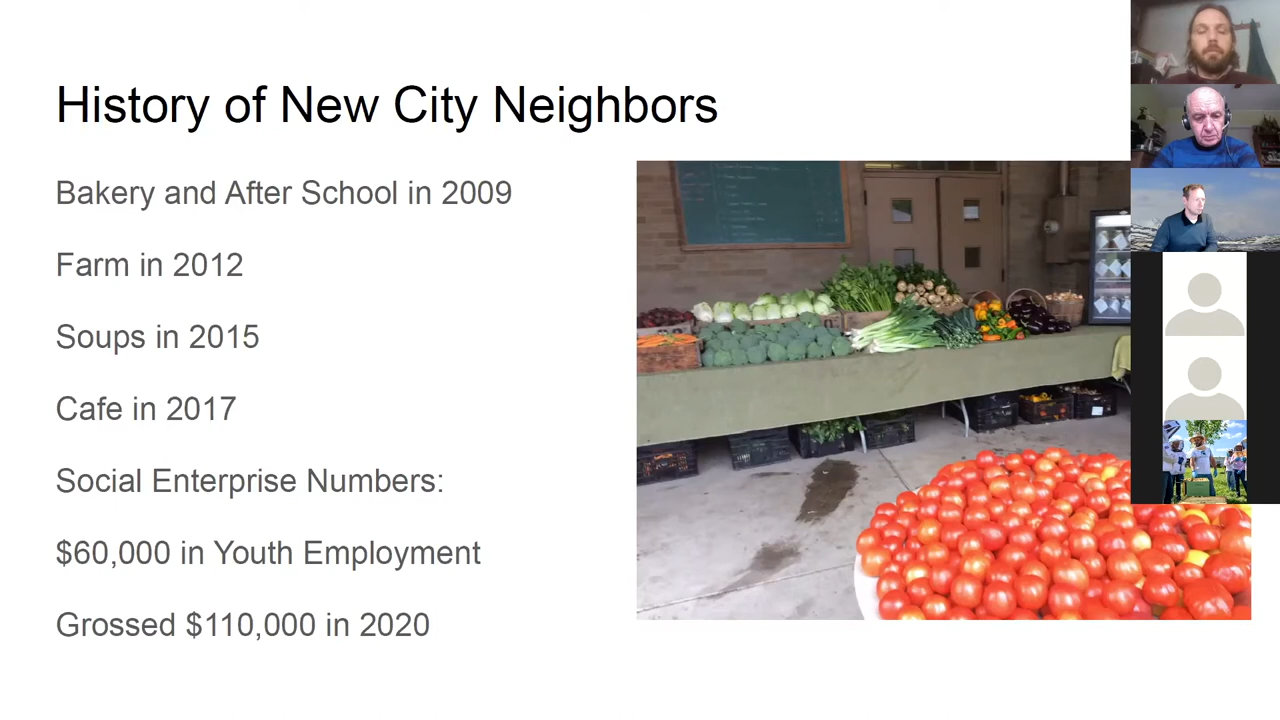 History of New City Neighbors
Bakery and After School in 2009
Farm in 2012
Soups in 2015
Cafe in 2017
Social Enterprise Numbers:
$60,000 in Youth Employment
Grossed $110,000 in 2020